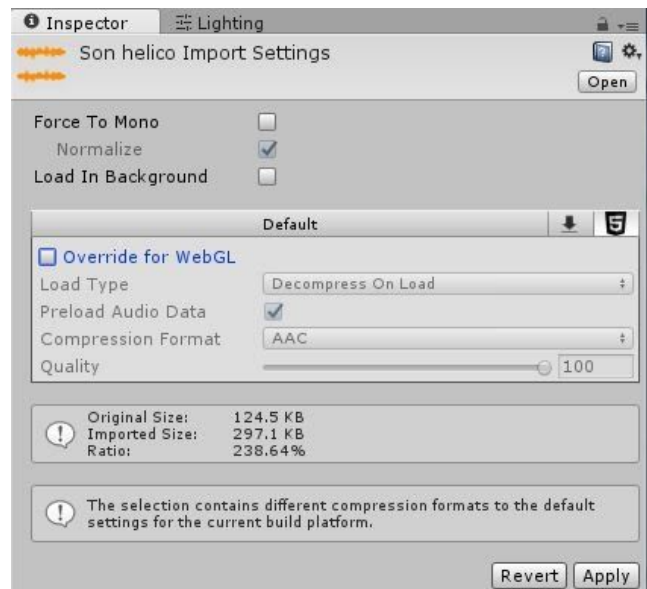 Inspector Lighting
Son helico Import Settings
Open
Force To Mono
Normalize
Load In Background
Default
Override for WebGL
Load Type Decompress On Load
Preload Audio Data
Compression Format AAC
Quality 100
Original Size: 124.5 KB
Imported Size: 297.1 KB
Ratio: 238.64%
The selection contains different compression formats to the default
settings for the current build platform.
Revert Apply